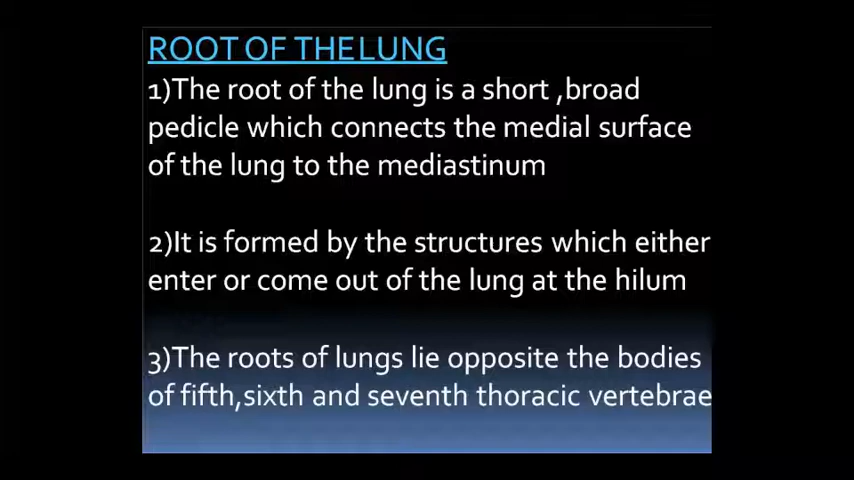 ROOT OF THE LUNG
1)The root of the lung is a short ,broad
pedicle which connects the medial surface
of the lung to the mediastinum
2)It is formed by the structures which either
enter or come out of the lung at the hilum
3)The roots of lungs lie opposite the bodies
of fifth,sixth and seventh thoracic vertebrae